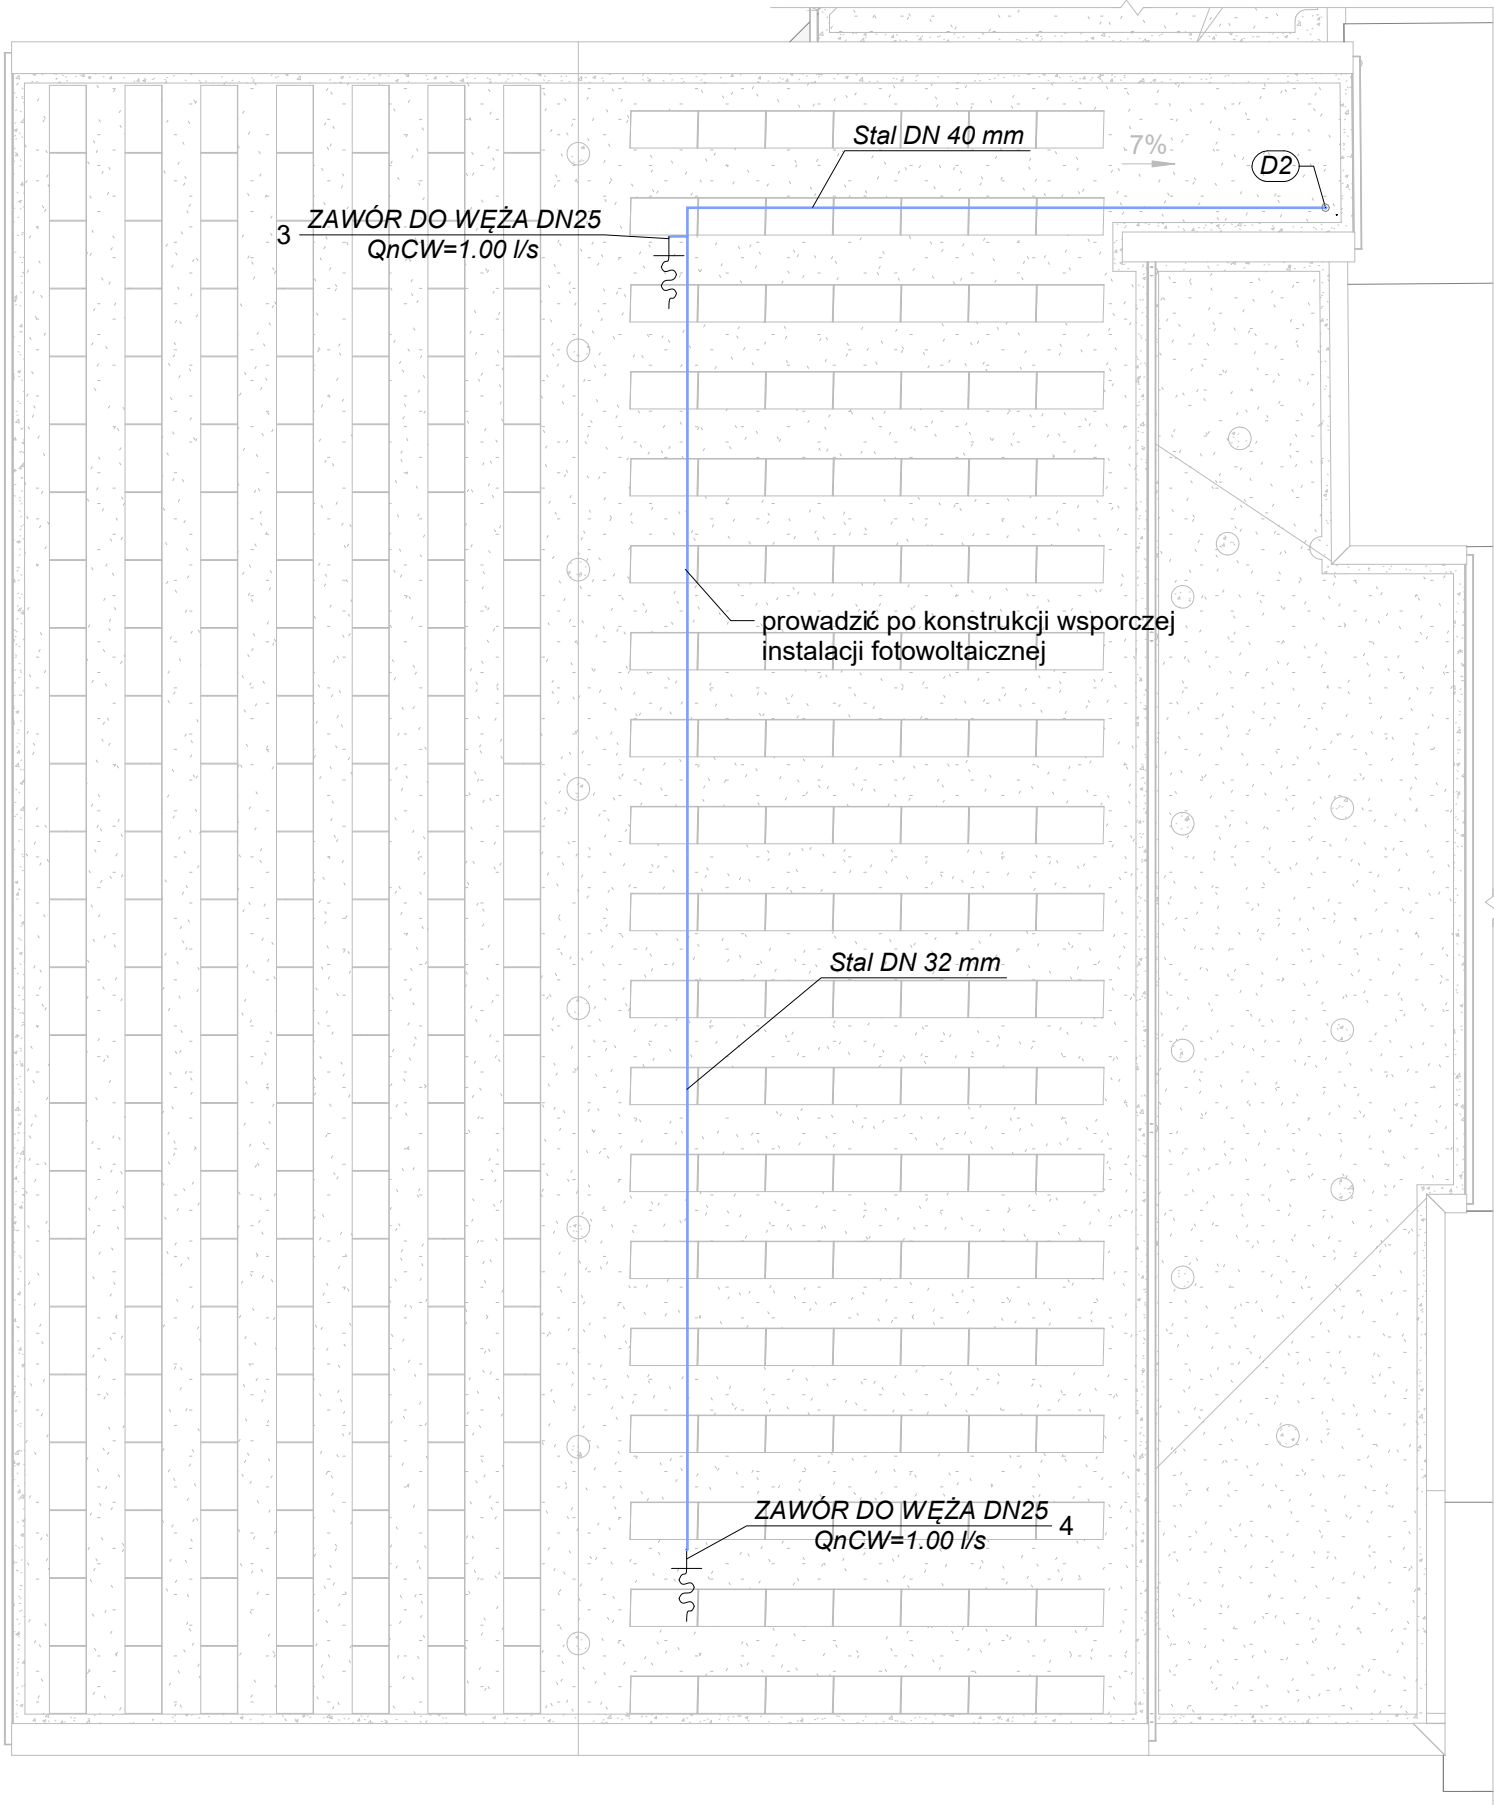 Stal DN 40 mm
7%
D2
ZAWÓR DO WĘŻA DN25
3
QnCW=1.00 l/s
prowadzić po konstrukcji wsporczej
instalacji fotowoltaicznej
Stal DN 32 mm
ZAWÓR DO WĘŻA DN25
4
QnCW=1.00 l/s